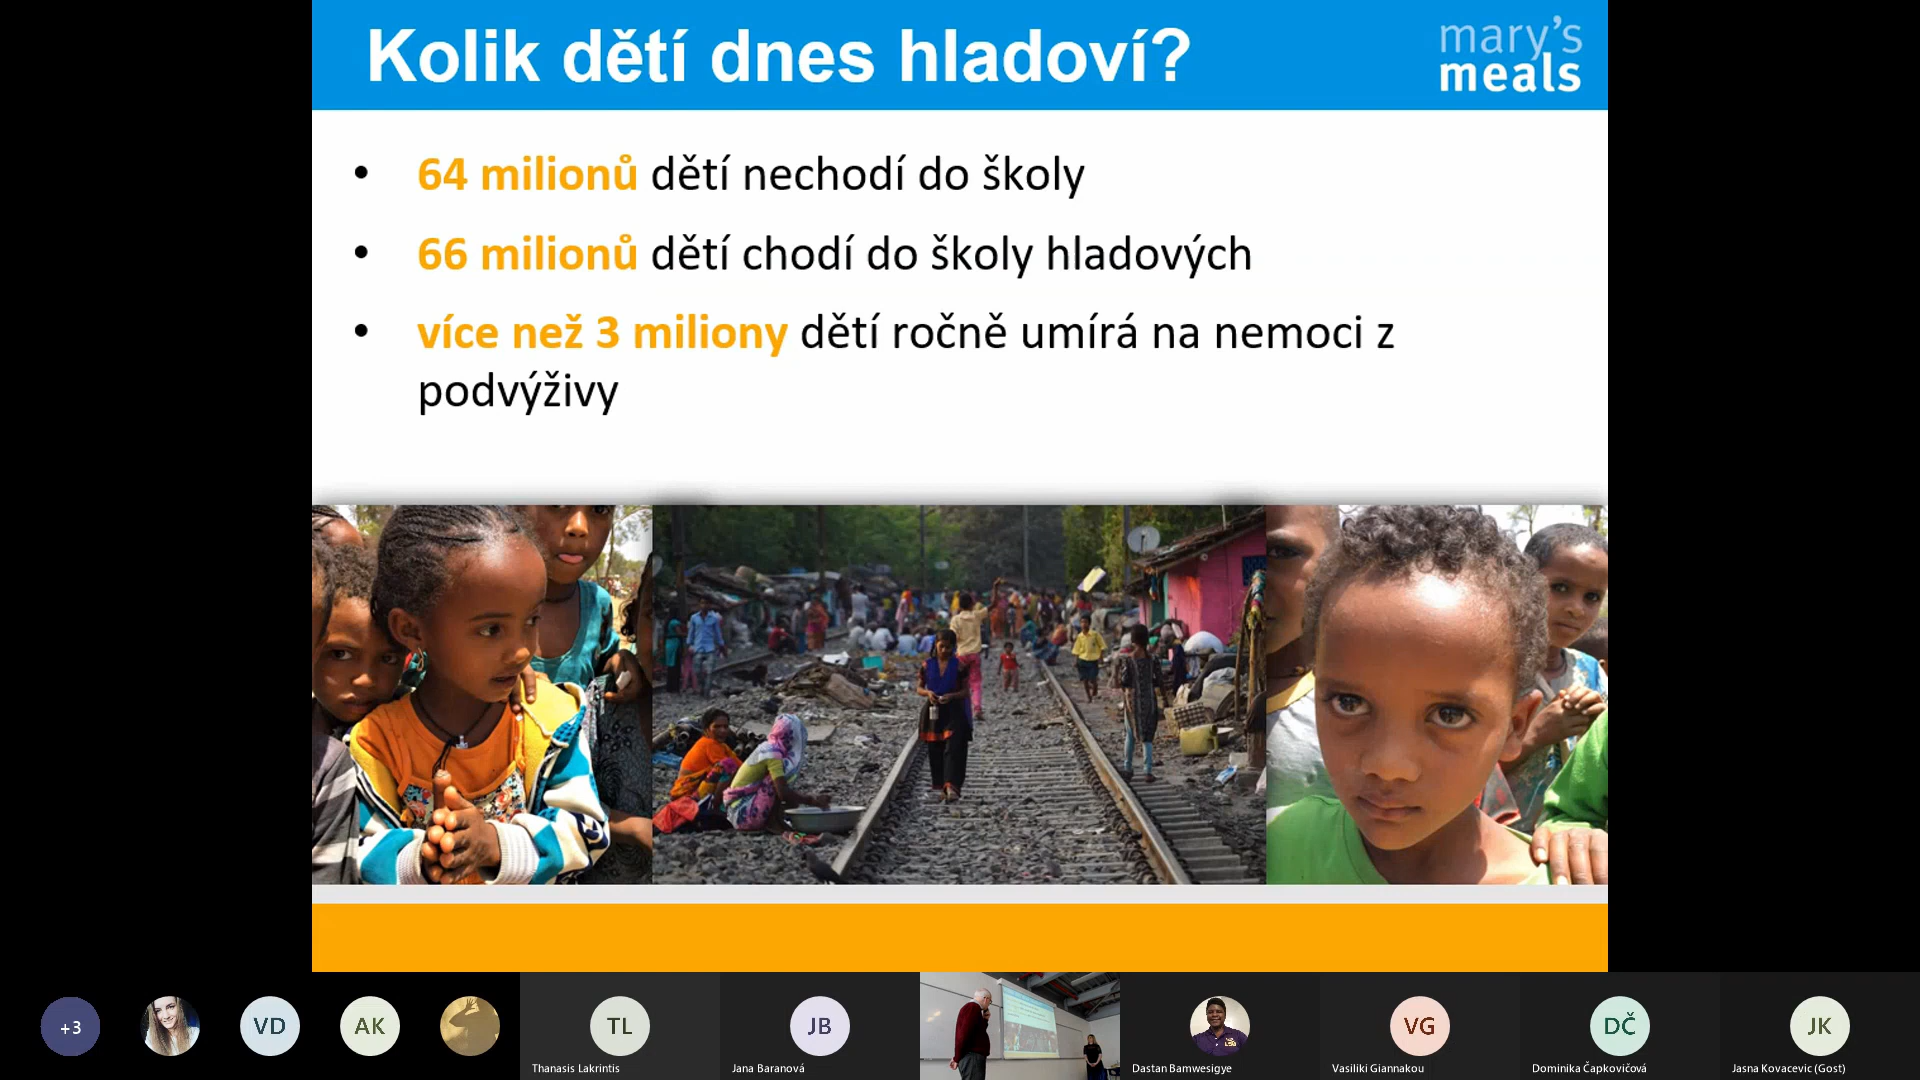 Kolik dětí dnes hladoví?
mary's
meals
• 64 milionů dětí nechodí do školy
• 66 milionů dětí chodí do školy hladových
• více než 3 miliony dětí ročně umírá na nemoci z
podvýživy
+3
VD
AK
TL
JB
VG
DČ
JK
Thanasis Lakrintis
Jana Baranová
Dastan Bamwesigye
Vasiliki Giannakou
Dominika Čapkovičová
Jasna Kovacevic (Gost)